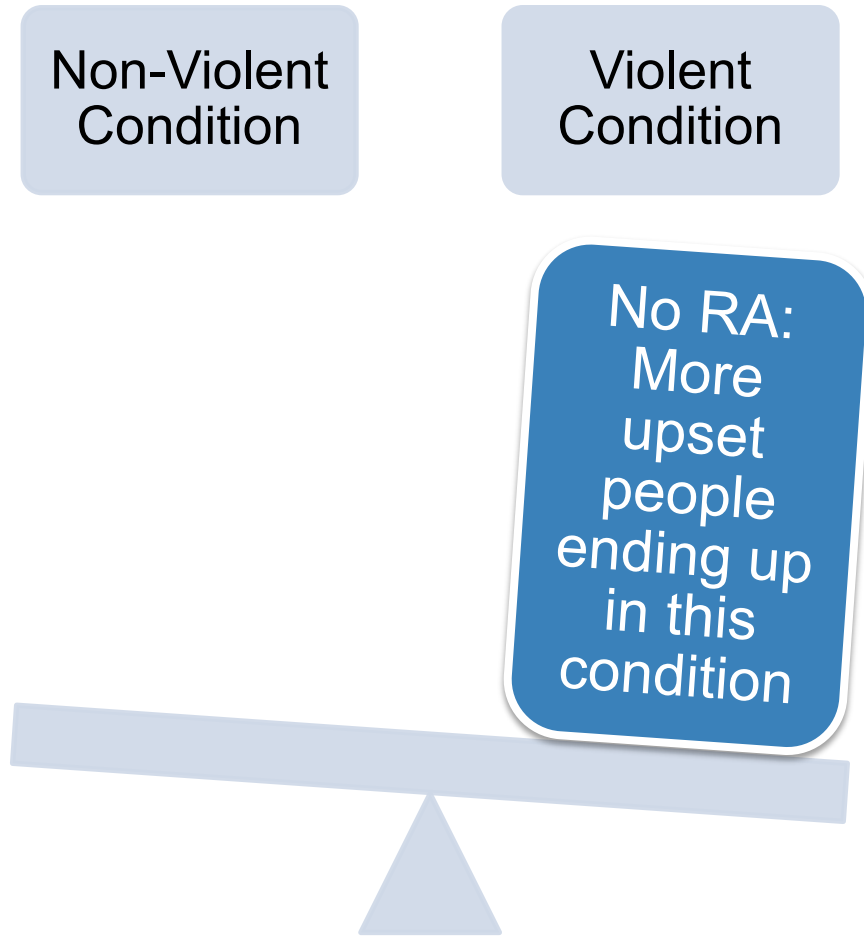 Non-Violent
Condition
Violent
Condition
No RA:
More
upset
people
ending up
in this
condition